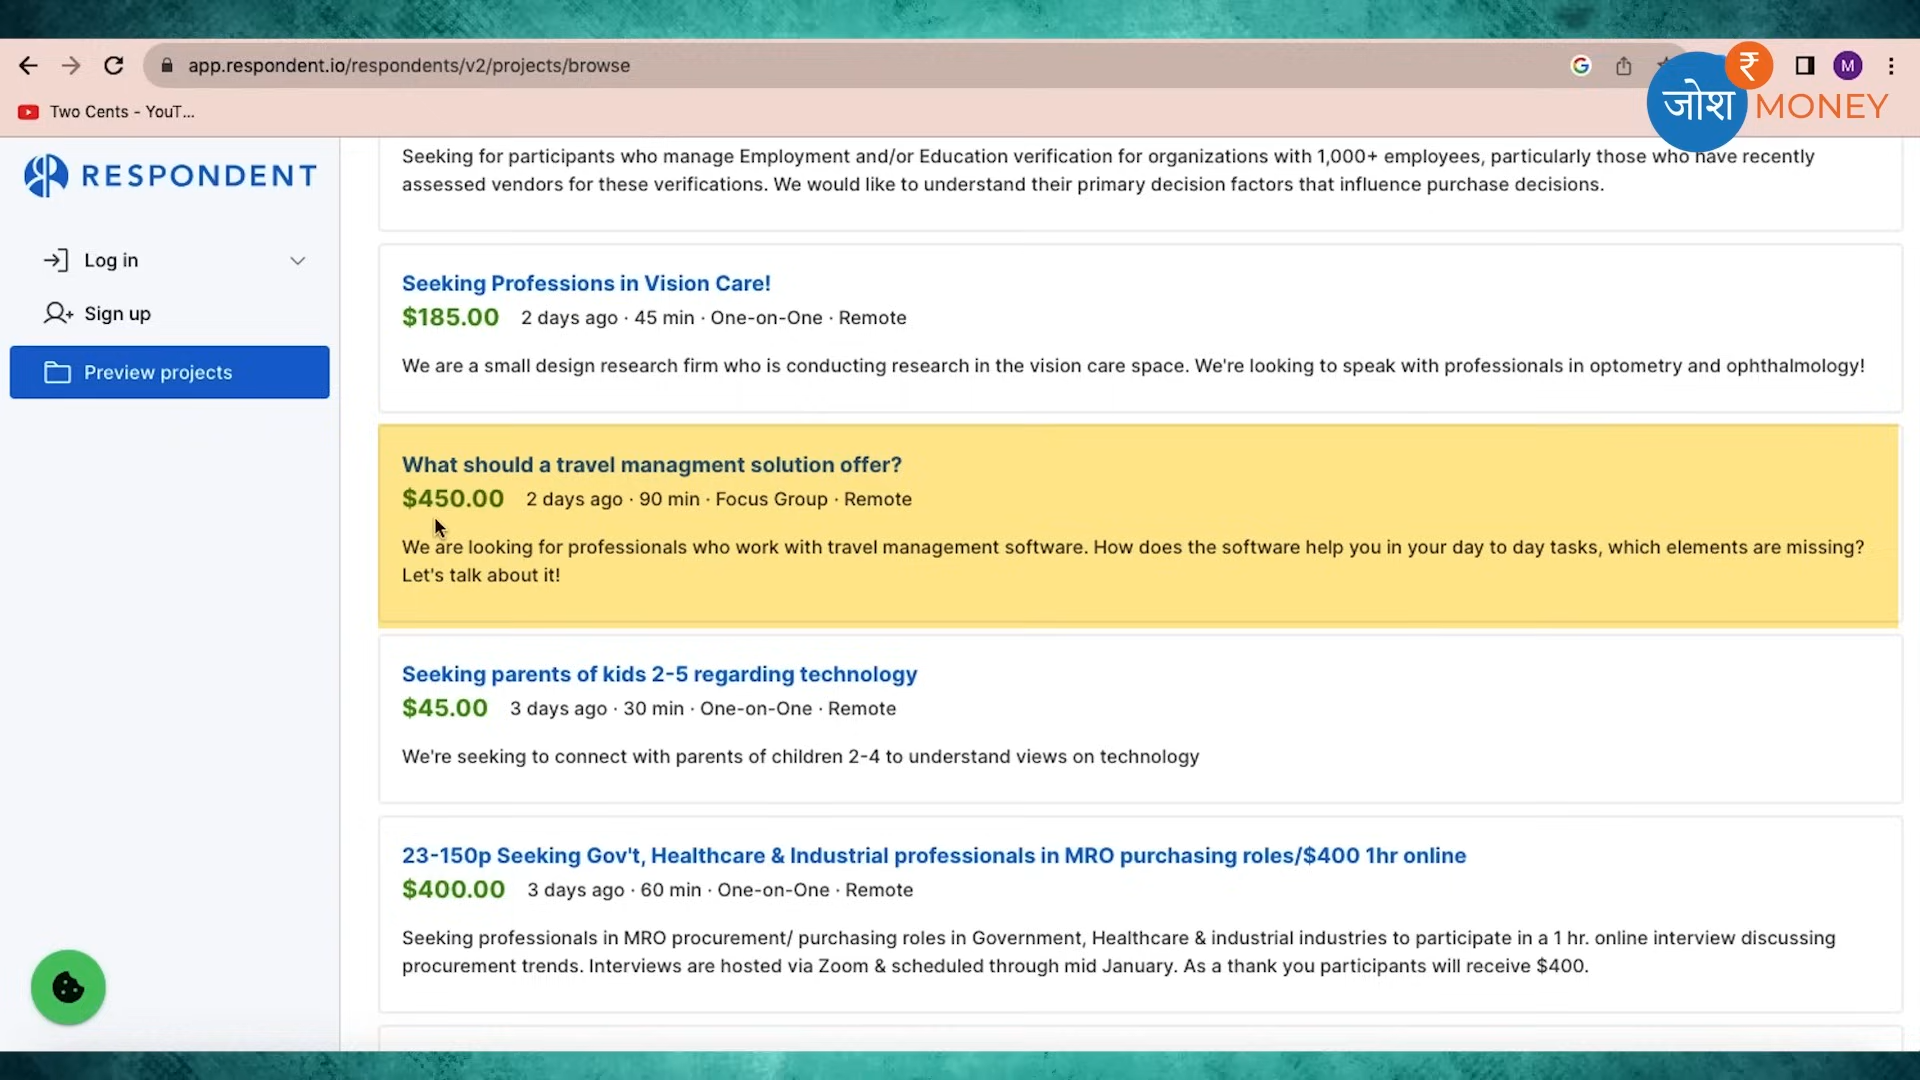 app.respondent.io/respondents/v2/projects/browse
M
₹
जोश MONEY
Two Cents - YouT...
RESPONDENT
Log in
Sign up
Preview projects
Seeking for participants who manage Employment and/or Education verification for organizations with 1,000+ employees, particularly those who have recently
assessed vendors for these verifications. We would like to understand their primary decision factors that influence purchase decisions.
Seeking Professions in Vision Care!
$185.00 2 days ago · 45 min · One-on-One · Remote
We are a small design research firm who is conducting research in the vision care space. We're looking to speak with professionals in optometry and ophthalmology!
What should a travel managment solution offer?
$450.00 2 days ago · 90 min · Focus Group · Remote
We are looking for professionals who work with travel management software. How does the software help you in your day to day tasks, which elements are missing?
Let's talk about it!
Seeking parents of kids 2-5 regarding technology
$45.00 3 days ago · 30 min · One-on-One · Remote
We're seeking to connect with parents of children 2-4 to understand views on technology
23-150p Seeking Gov't, Healthcare & Industrial professionals in MRO purchasing roles/$400 1hr online
$400.00 3 days ago · 60 min · One-on-One · Remote
Seeking professionals in MRO procurement/ purchasing roles in Government, Healthcare & industrial industries to participate in a 1 hr. online interview discussing
procurement trends. Interviews are hosted via Zoom & scheduled through mid January. As a thank you participants will receive $400.